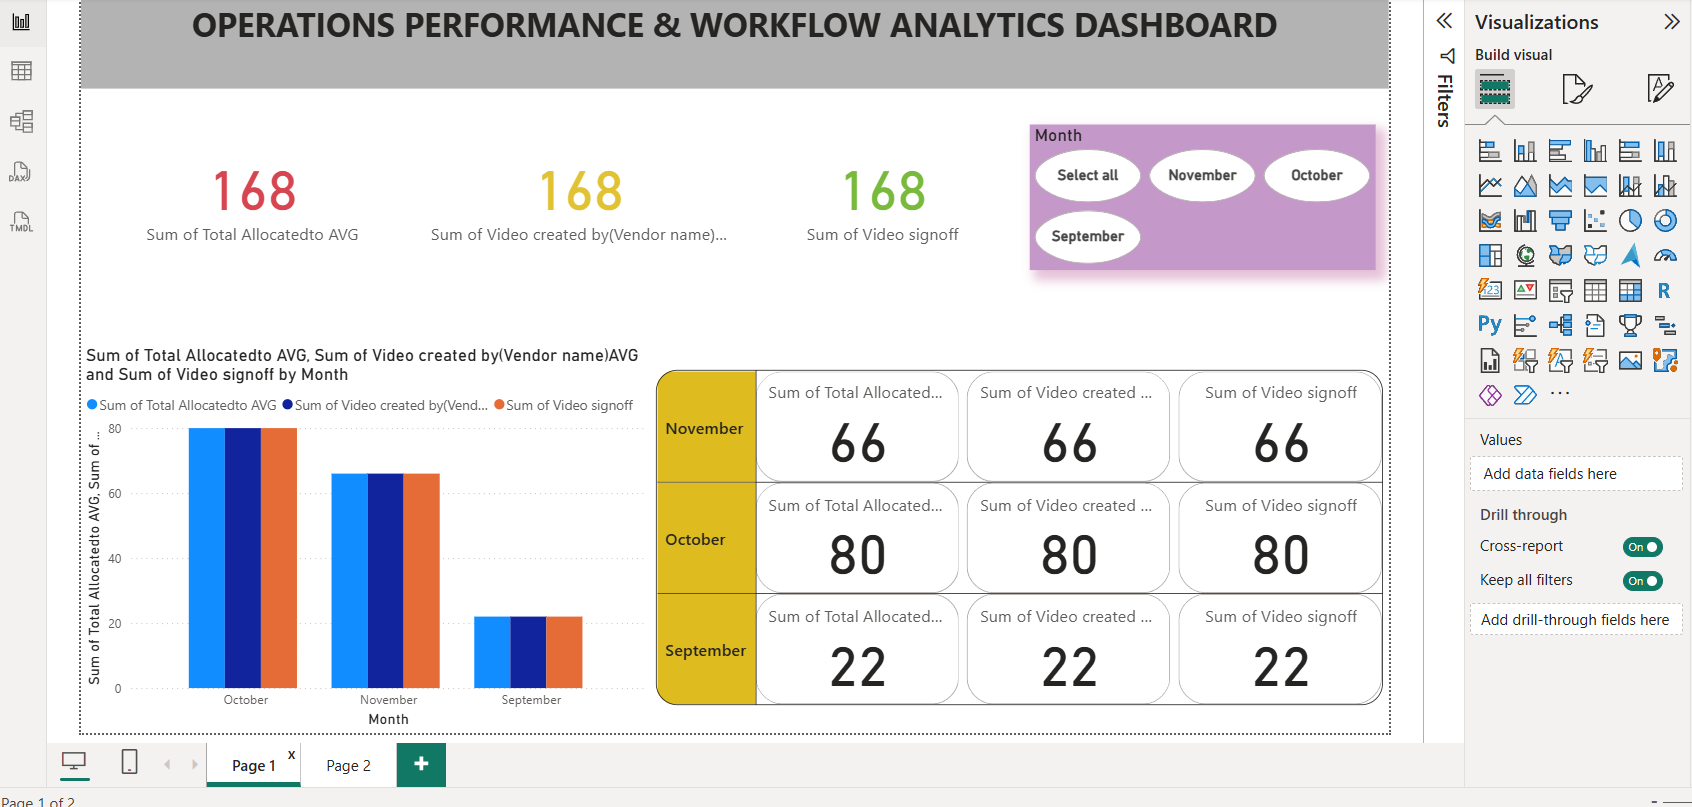 OPERATIONS PERFORMANCE & WORKFLOW ANALYTICS DASHBOARD
168
Sum of Total Allocatedto AVG
168
Sum of Video created by(Vendor name)...
168
Sum of Video signoff
Month
Select all
November
October
September
Sum of Total Allocatedto AVG, Sum of Video created by(Vendor name)AVG
and Sum of Video signoff by Month
Sum of Total Allocatedto AVG
Sum of Video created by(Vend...
Sum of Video signoff
Sum of Total Allocatedto AVG, Sum of ...
80
60
40
20
0
October
November
September
Month
November
Sum of Total Allocated...
66
Sum of Video created ...
66
Sum of Video signoff
66
October
Sum of Total Allocated...
80
Sum of Video created ...
80
Sum of Video signoff
80
September
Sum of Total Allocated...
22
Sum of Video created ...
22
Sum of Video signoff
22
Filters
Visualizations
Build visual
123
R
Py
...
Values
Add data fields here
Drill through
Cross-report
On
Keep all filters
On
Add drill-through fields here
DAX
TMDL
Page 1
x
Page 2
+
Page 1 of 2